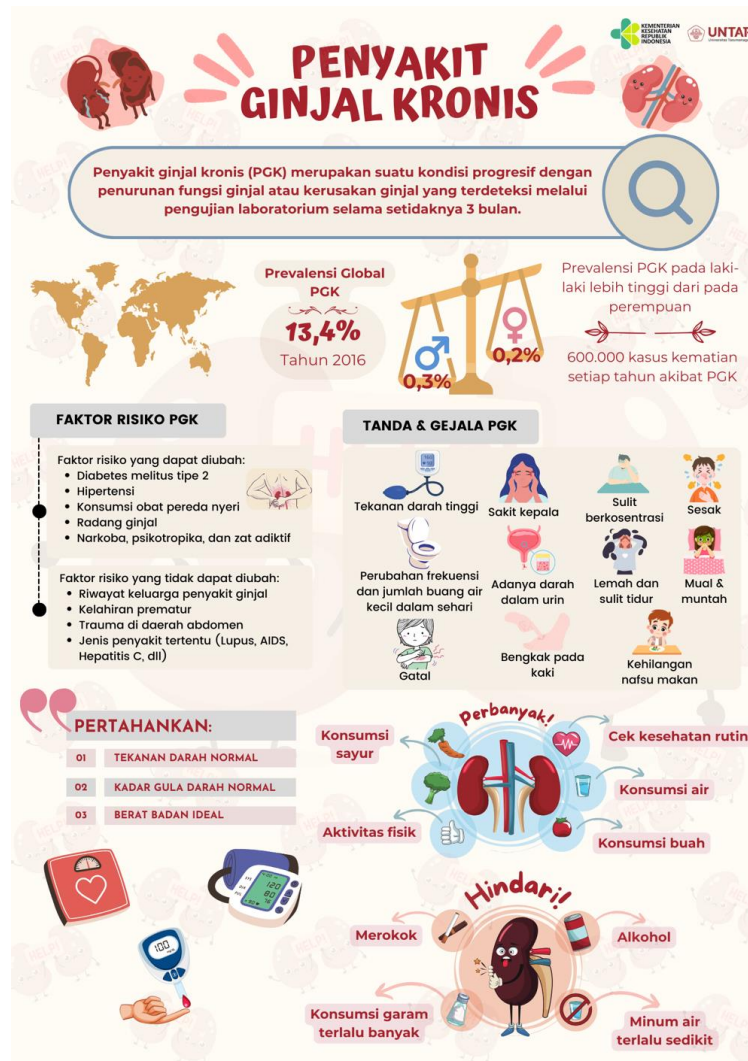 KEMENTERIAN
KESEHATAN
REPUBLIK
INDONESIA
UNTAR
PENYAKIT
GINJAL KRONIS
Penyakit ginjal kronis (PGK) merupakan suatu kondisi progresif dengan
penurunan fungsi ginjal atau kerusakan ginjal yang terdeteksi melalui
pengujian laboratorium selama setidaknya 3 bulan.
Prevalensi Global
PGK
13,4%
Tahun 2016
0,3%
0,2%
Prevalensi PGK pada laki-
laki lebih tinggi dari pada
perempuan
600.000 kasus kematian
setiap tahun akibat PGK
FAKTOR RISIKO PGK
Faktor risiko yang dapat diubah:
• Diabetes melitus tipe 2
• Hipertensi
• Konsumsi obat pereda nyeri
• Radang ginjal
• Narkoba, psikotropika, dan zat adiktif
Faktor risiko yang tidak dapat diubah:
• Riwayat keluarga penyakit ginjal
• Kelahiran prematur
• Trauma di daerah abdomen
• Jenis penyakit tertentu (Lupus, AIDS,
Hepatitis C, dll)
TANDA & GEJALA PGK
Tekanan darah tinggi
Sakit kepala
Sulit
berkosentrasi
Sesak
Perubahan frekuensi
dan jumlah buang air
kecil dalam sehari
Adanya darah
dalam urin
Lemah dan
sulit tidur
Mual &
muntah
Gatal
Bengkak pada
kaki
Kehilangan
nafsu makan
PERTAHANKAN:
01 TEKANAN DARAH NORMAL
02 KADAR GULA DARAH NORMAL
03 BERAT BADAN IDEAL
120
80
100
Perbanyak!
Konsumsi
sayur
Cek kesehatan rutin
Konsumsi air
Aktivitas fisik
Konsumsi buah
Hindari!
Merokok
Alkohol
Konsumsi garam
terlalu banyak
Minum air
terlalu sedikit